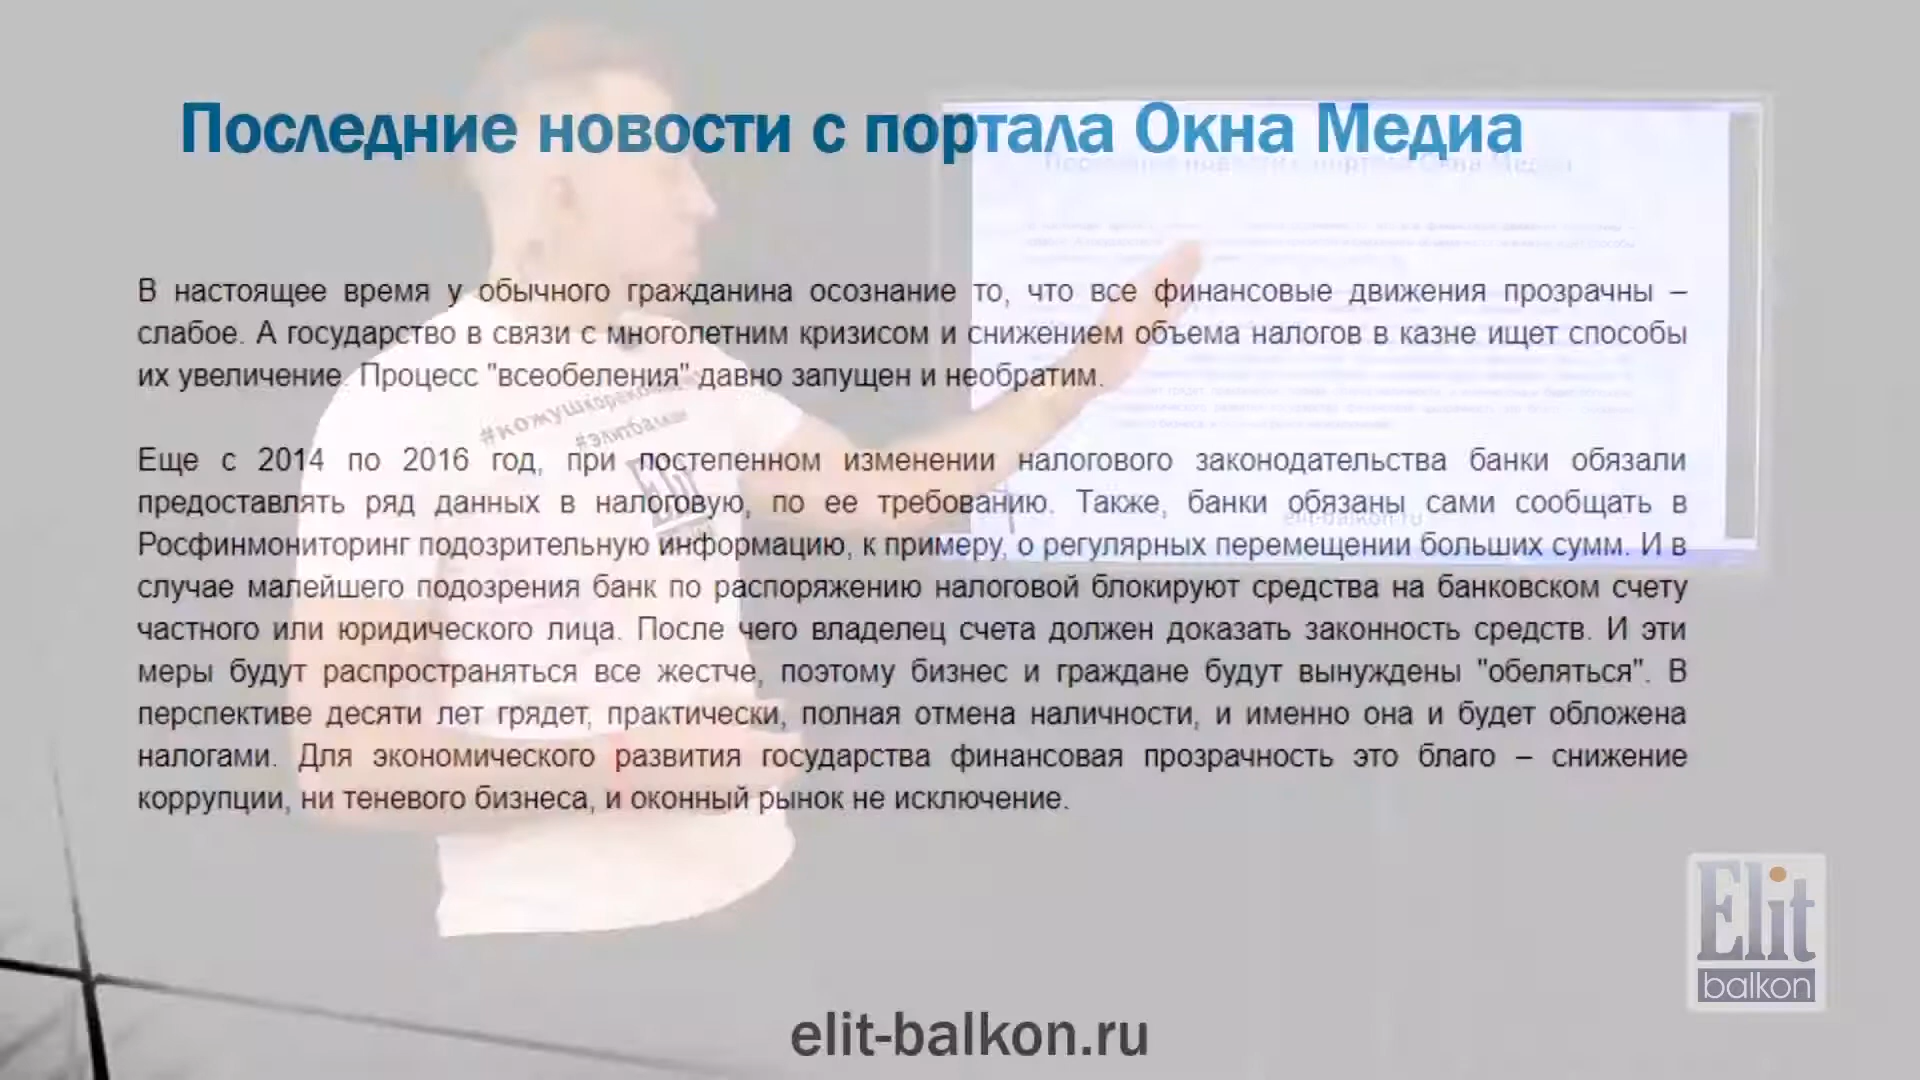 Последние новости с портала Окна Медиа
В настоящее время у обычного гражданина осознание то, что все финансовые движения прозрачны –
слабое. А государство в связи с многолетним кризисом и снижением объема налогов в казне ищет способы
их увеличение. Процесс "всеобеления" давно запущен и необратим.
#элитбалкон
Еще с 2014 по 2016 год, при постепенном изменении налогового законодательства банки обязали
предоставлять ряд данных в налоговую, по ее требованию. Также, банки обязаны сами сообщать в
Росфинмониторинг подозрительную информацию, к примеру, о регулярных перемещении больших сумм. И в
случае малейшего подозрения банк по распоряжению налоговой блокируют средства на банковском счету
частного или юридического лица. После чего владелец счета должен доказать законность средств. И эти
меры будут распространяться все жестче, поэтому бизнес и граждане будут вынуждены "обеляться". В
перспективе десяти лет грядет, практически, полная отмена наличности, и именно она и будет обложена
налогами. Для экономического развития государства финансовая прозрачность это благо – снижение
коррупции, ни теневого бизнеса, и оконный рынок не исключение.
Elit
balkon
elit-balkon.ru